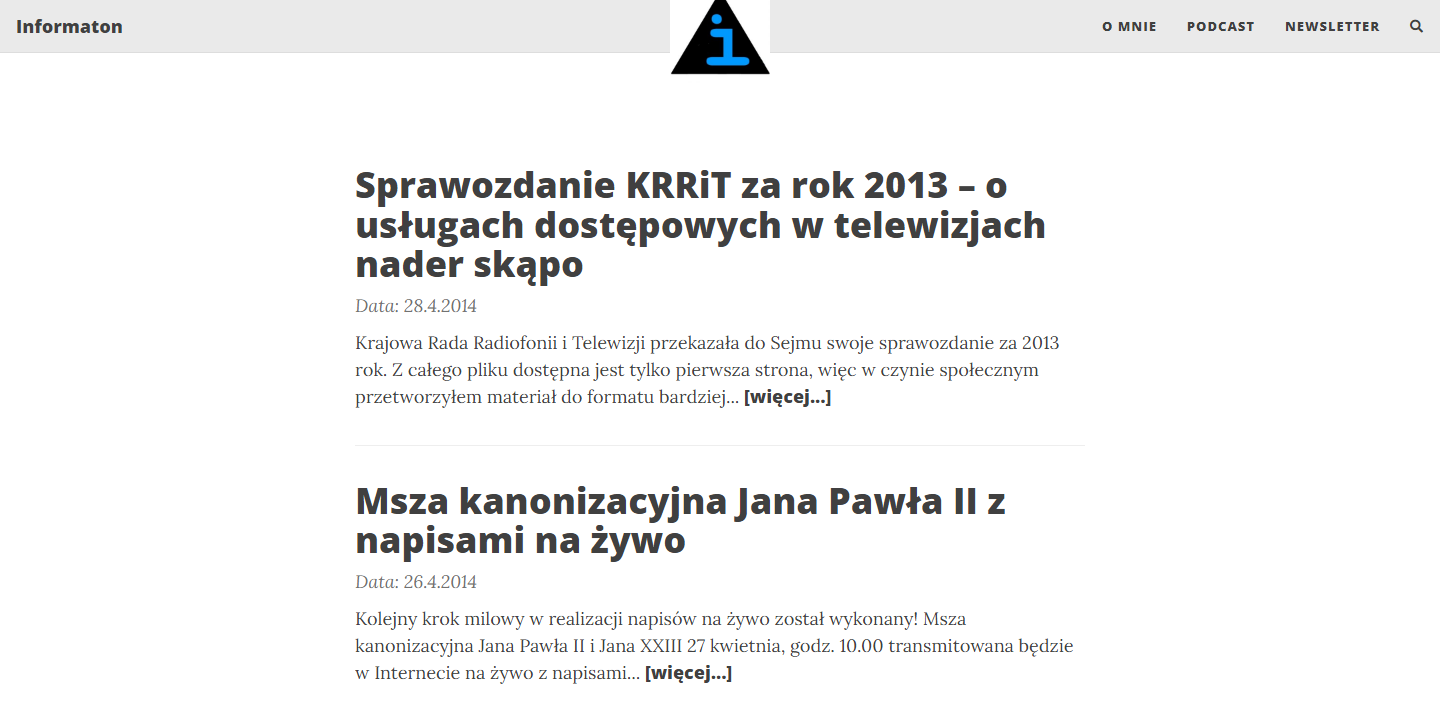 Informaton
i
O MNIE
PODCAST
NEWSLETTER
Sprawozdanie KRRiT za rok 2013 – o
usługach dostępowych w telewizjach
nader skąpo
Data: 28.4.2014
Krajowa Rada Radiofonii i Telewizji przekazała do Sejmu swoje sprawozdanie za 2013
rok. Z całego pliku dostępna jest tylko pierwsza strona, więc w czynie społecznym
przetworzyłem materiał do formatu bardziej... [więcej...]
Msza kanonizacyjna Jana Pawła II z
napisami na żywo
Data: 26.4.2014
Kolejny krok milowy w realizacji napisów na żywo został wykonany! Msza
kanonizacyjna Jana Pawła II i Jana XXIII 27 kwietnia, godz. 10.00 transmitowana będzie
w Internecie na żywo z napisami... [więcej...]